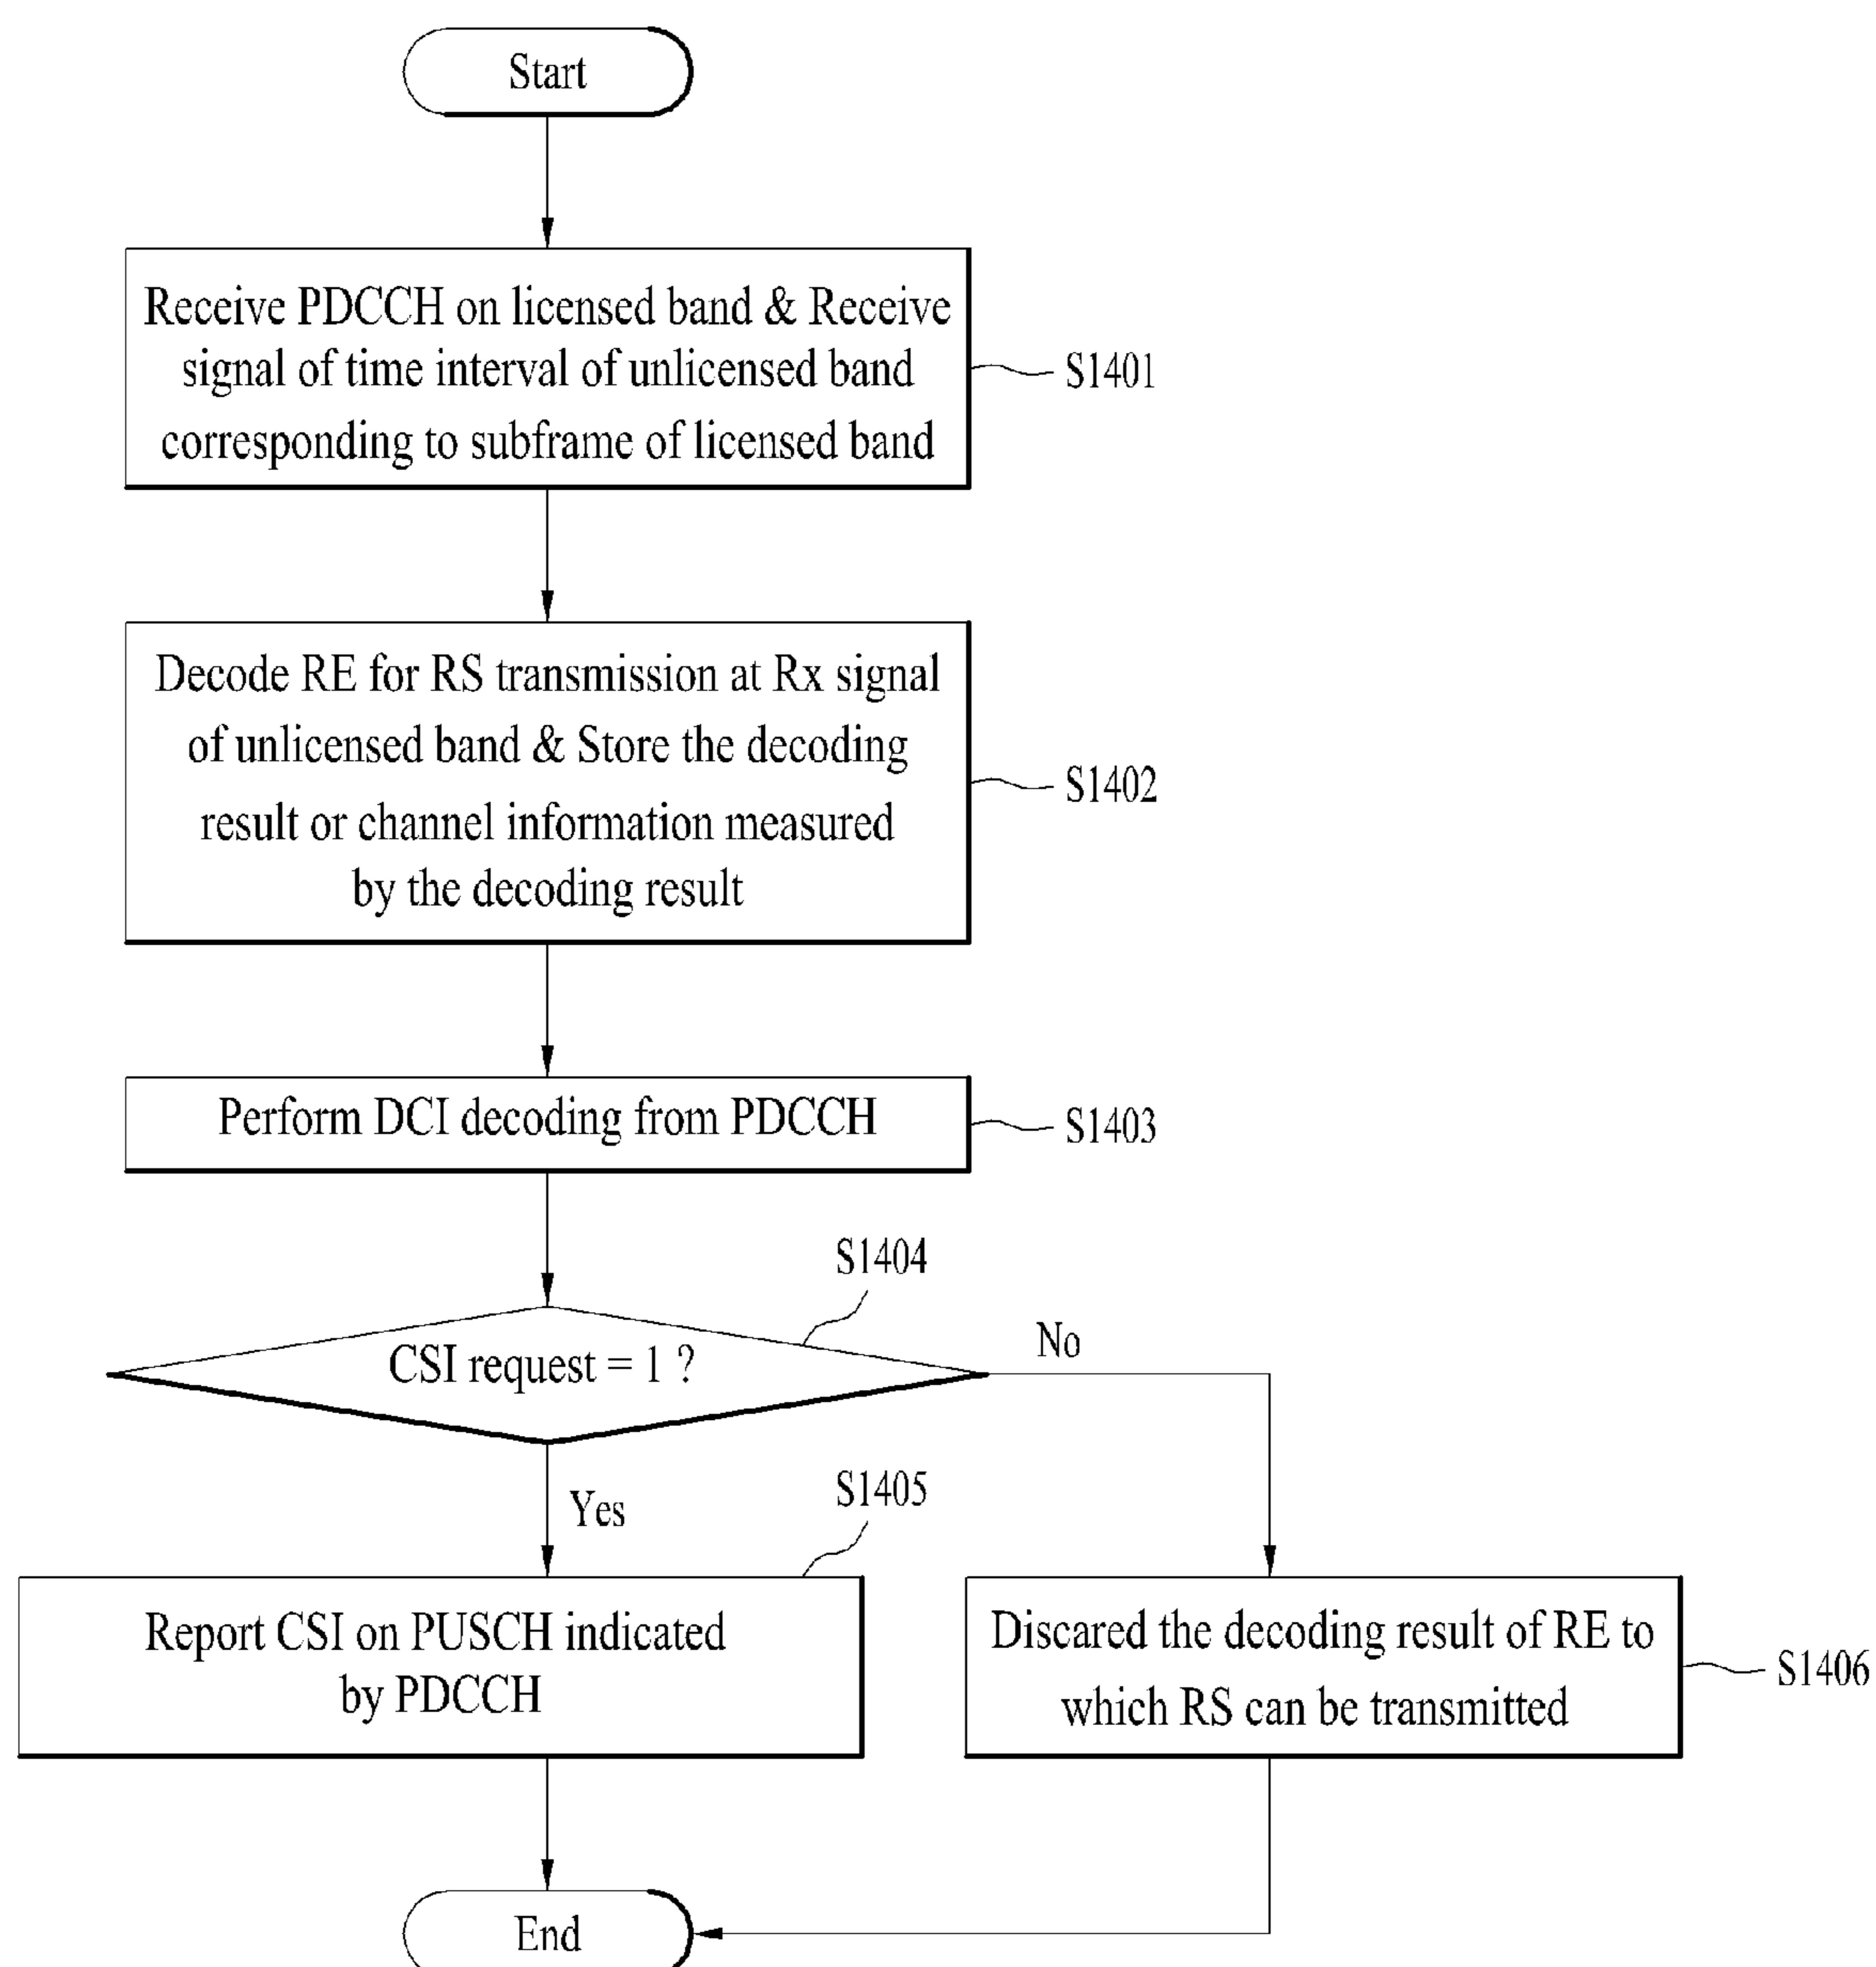 Start
Receive PDCCH on licensed band & Receive
signal of time interval of unlicensed band
corresponding to subframe of licensed band
S1401
Decode RE for RS transmission at Rx signal
of unlicensed band & Store the decoding
result or channel information measured
by the decoding result
S1402
Perform DCI decoding from PDCCH
S1403
S1404
CSI request = 1 ?
No
Yes
S1405
Report CSI on PUSCH indicated
by PDCCH
Discared the decoding result of RE to
which RS can be transmitted
S1406
End